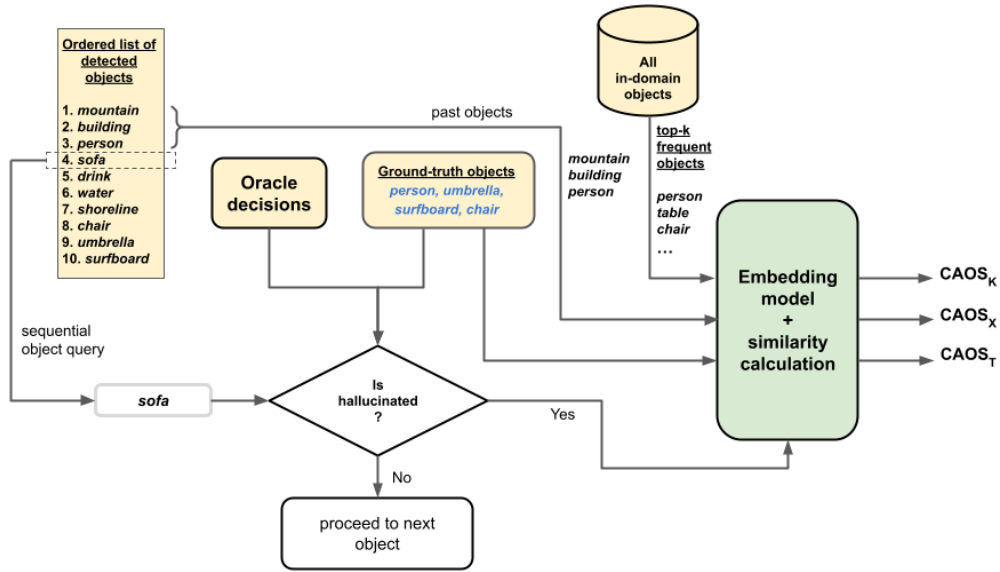 Ordered list of
detected
objects
1. mountain
2. building
3. person
4. sofa
5. drink
6. water
7. shoreline
8. chair
9. umbrella
10. surfboard
past objects
All
in-domain
objects
top-k
frequent
objects
person
table
chair
...
mountain
building
person
Oracle
decisions
Ground-truth objects
person, umbrella,
surfboard, chair
Embedding
model
+
similarity
calculation
CAOSK
CAOSX
CAOST
sequential
object query
sofa
Is
hallucinated
?
Yes
No
proceed to next
object